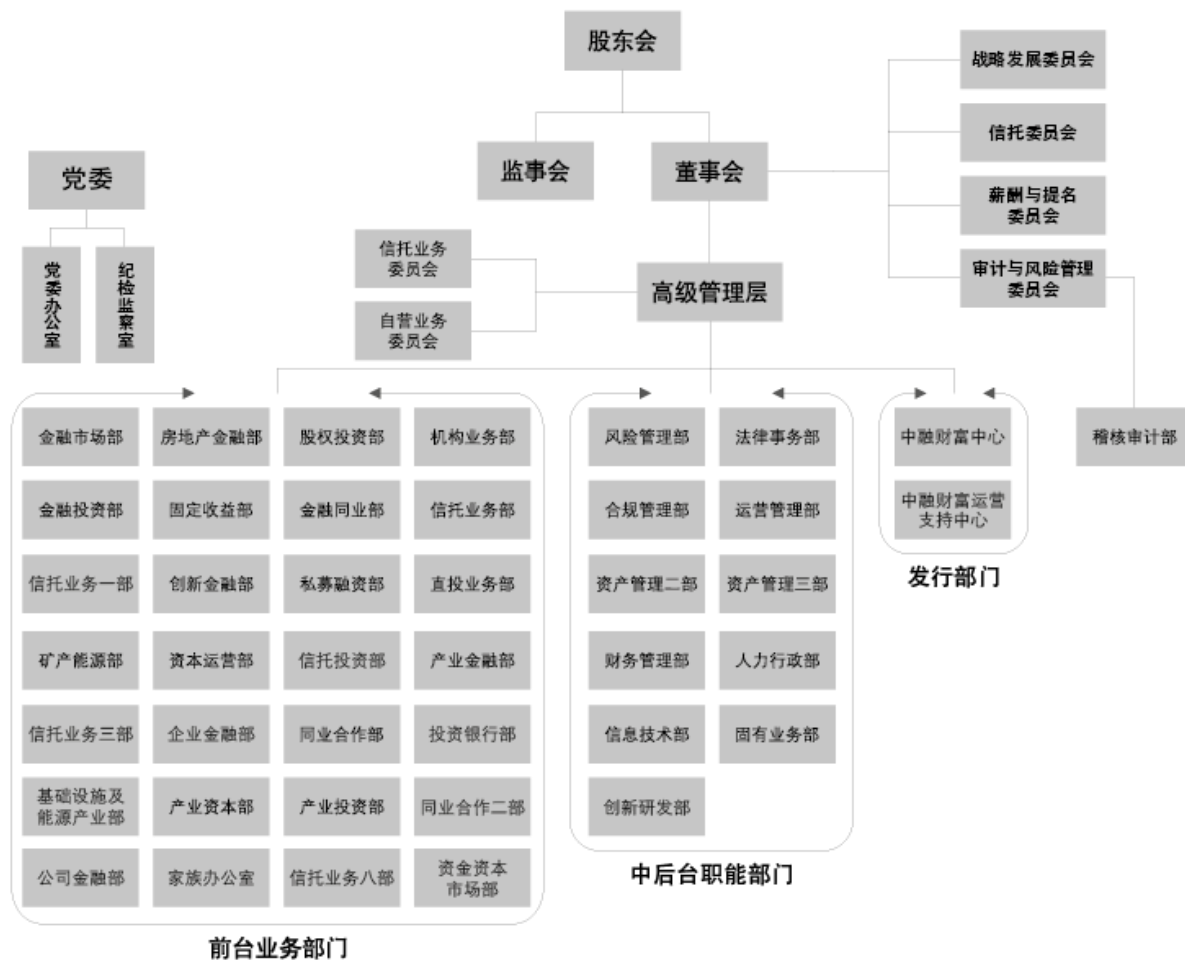 股东会
战略发展委员会
信托委员会
监事会
董事会
党委
薪酬与提名
委员会
党委办公室
纪检监察室
信托业务
委员会
高级管理层
审计与风险管理
委员会
自营业务
委员会
金融市场部
房地产金融部
股权投资部
机构业务部
金融投资部
固定收益部
金融同业部
信托业务部
信托业务一部
创新金融部
私募融资部
直投业务部
矿产能源部
资本运营部
信托投资部
产业金融部
信托业务三部
企业金融部
同业合作部
投资银行部
基础设施及
能源产业部
产业资本部
产业投资部
同业合作二部
公司金融部
家族办公室
信托业务八部
资金资本
市场部
前台业务部门
风险管理部
法律事务部
合规管理部
运营管理部
资产管理二部
资产管理三部
财务管理部
人力行政部
信息技术部
固有业务部
创新研发部
中后台职能部门
中融财富中心
中融财富运营
支持中心
发行部门
稽核审计部